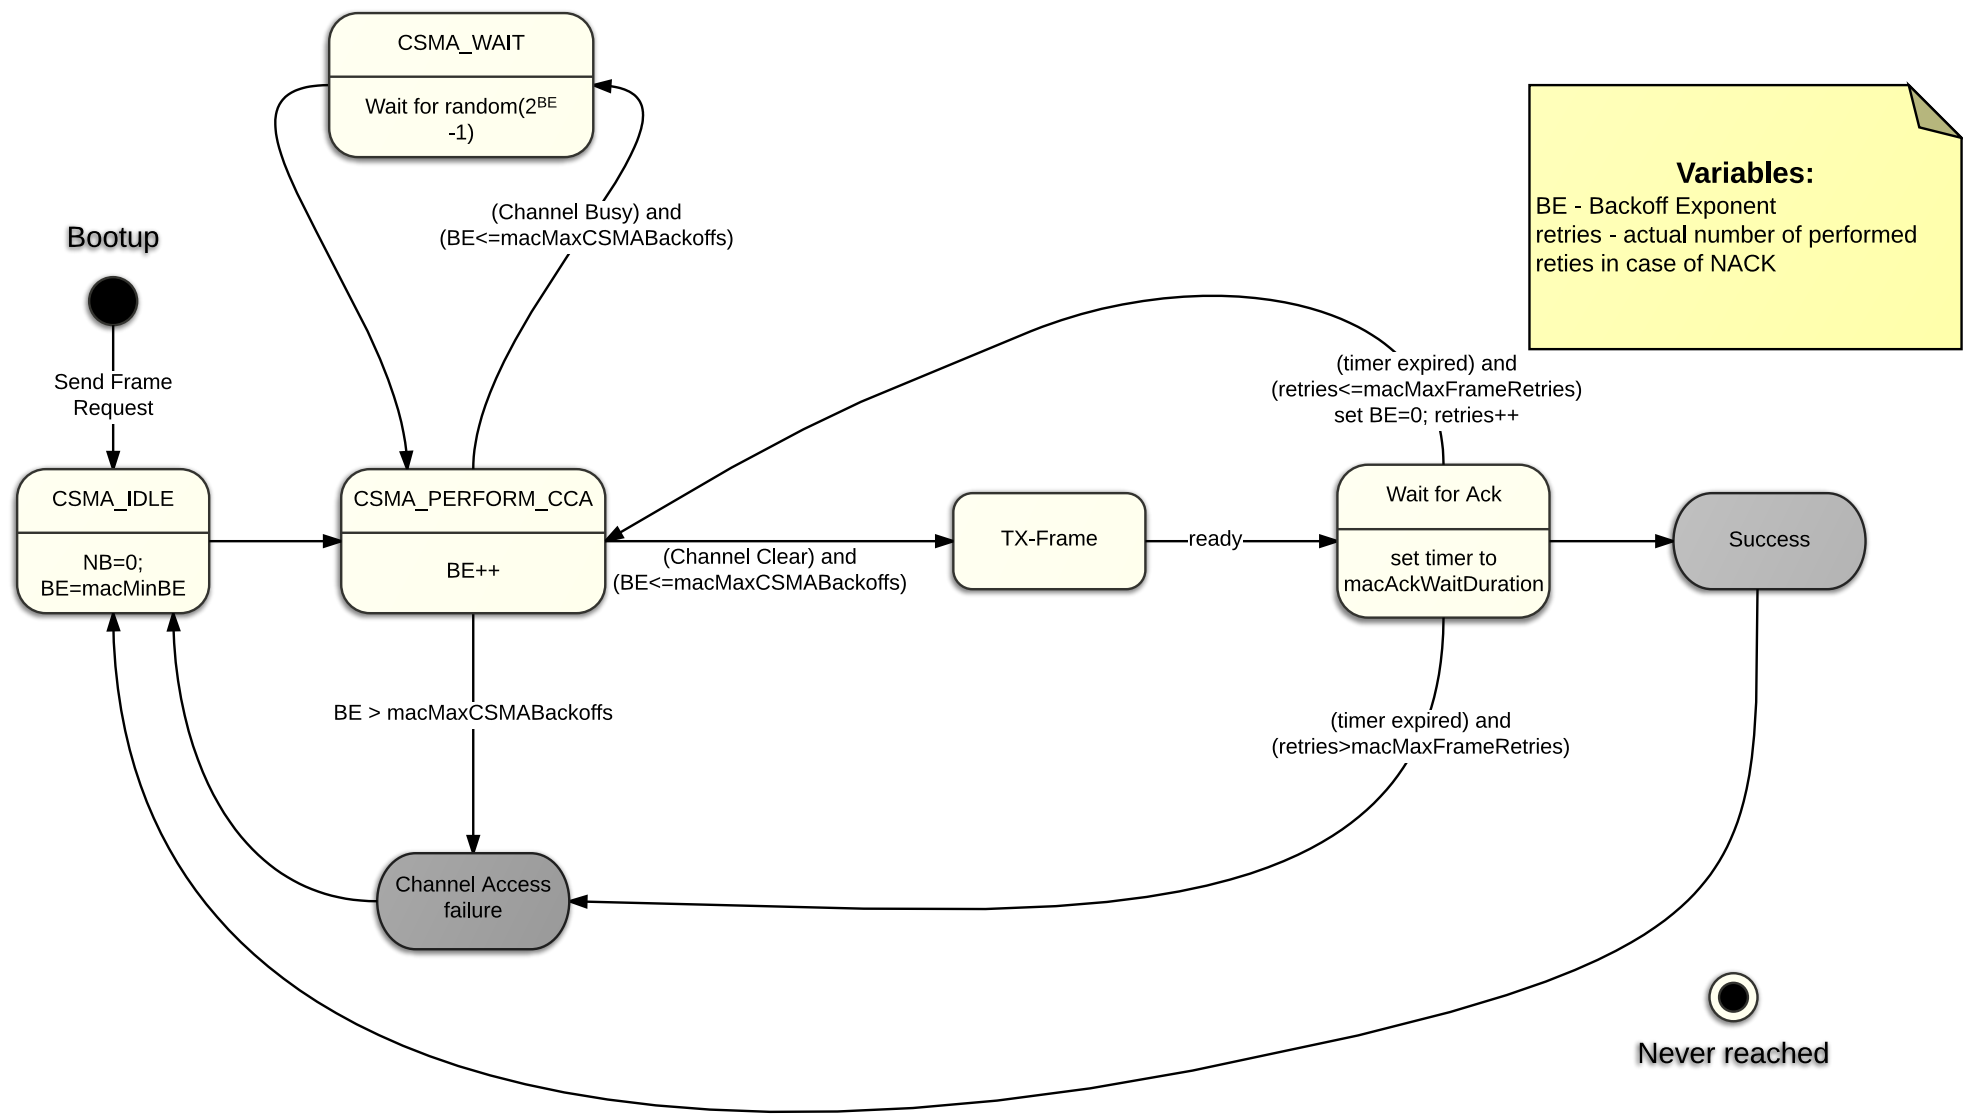 CSMA_WAIT
Wait for random(2^BE
-1)
(Channel Busy) and
(BE<=macMaxCSMABackoffs)
Variables:
BE - Backoff Exponent
retries - actual number of performed
reties in case of NACK
Bootup
Send Frame
Request
(timer expired) and
(retries<=macMaxFrameRetries)
set BE=0; retries++
CSMA_IDLE
NB=0;
BE=macMinBE
CSMA_PERFORM_CCA
BE++
(Channel Clear) and
(BE<=macMaxCSMABackoffs)
TX-Frame
ready
Wait for Ack
set timer to
macAckWaitDuration
Success
BE > macMaxCSMABackoffs
(timer expired) and
(retries>macMaxFrameRetries)
Channel Access
failure
Never reached